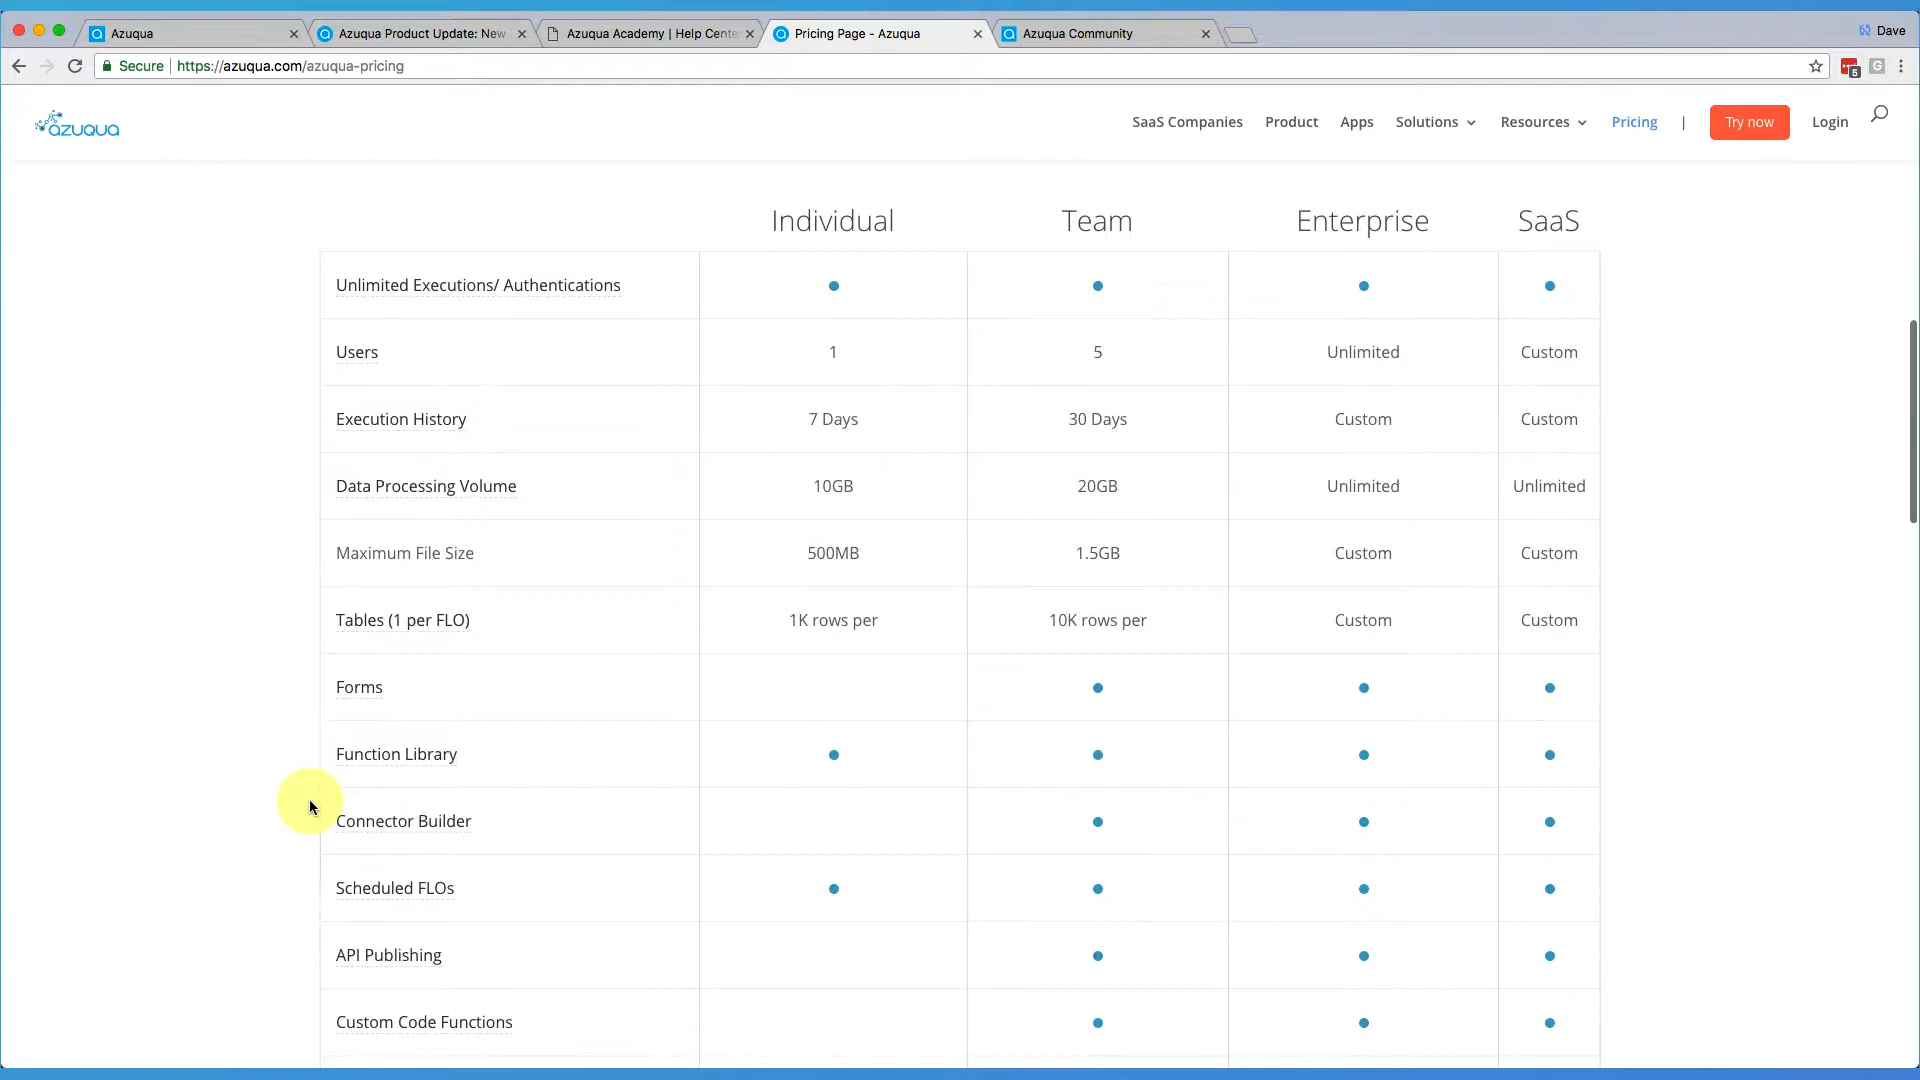 Azuqua
Azuqua Product Update: New
Azuqua Academy | Help Cente
Pricing Page - Azuqua
Azuqua Community
Dave
Secure
https://azuqua.com/azuqua-pricing
5
G
azuqua
SaaS Companies
Product
Apps
Solutions
Resources
Pricing
|
Try now
Login
Individual Team Enterprise SaaS
Unlimited Executions/ Authentications
Users 1 5 Unlimited Custom
Execution History 7 Days 30 Days Custom Custom
Data Processing Volume 10GB 20GB Unlimited Unlimited
Maximum File Size 500MB 1.5GB Custom Custom
Tables (1 per FLO) 1K rows per 10K rows per Custom Custom
Forms
Function Library
Connector Builder
Scheduled FLOs
API Publishing
Custom Code Functions